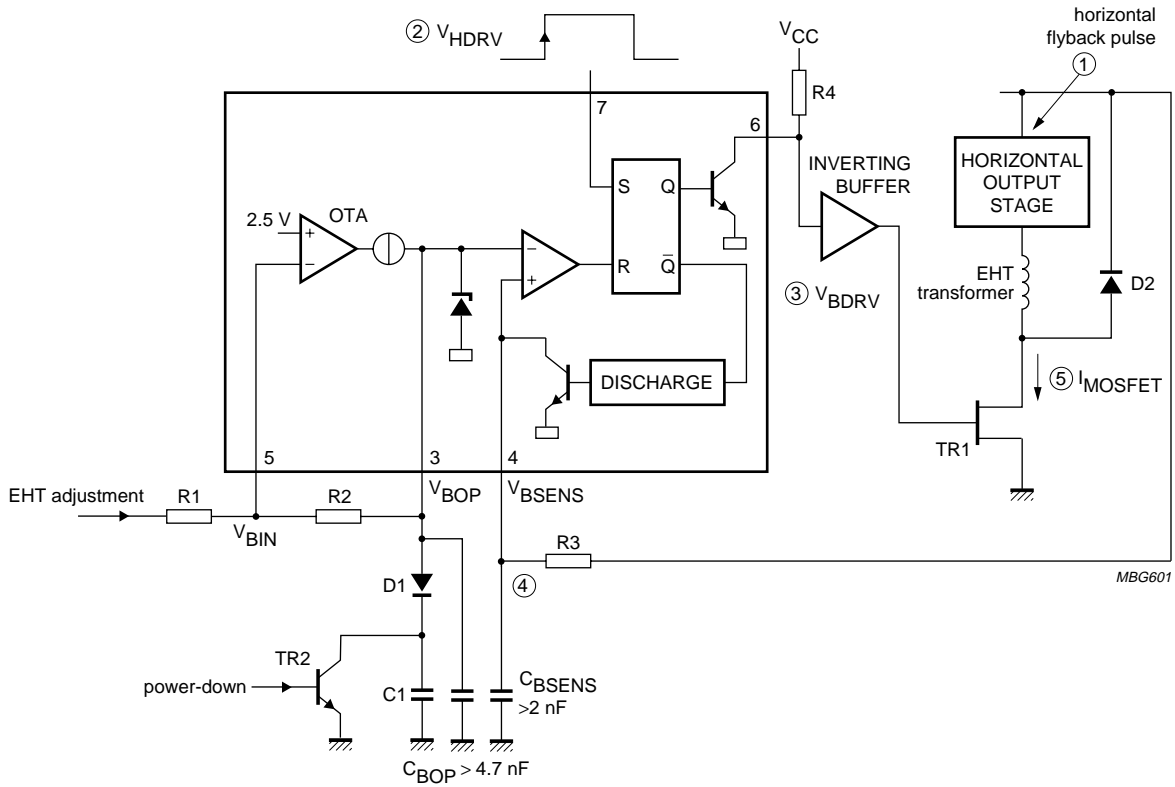 ② V_HDRV
V_CC
horizontal
flyback pulse
①
R4
7
6
HORIZONTAL
OUTPUT
STAGE
INVERTING
BUFFER
S
Q
OTA
2.5 V
+
−
−
+
R
Q̅
EHT
transformer
D2
③ V_BDRV
DISCHARGE
⑤ I_MOSFET
TR1
5
3
4
V_BOP
V_BSENS
EHT adjustment
R1
R2
V_BIN
R3
④
MBG601
D1
TR2
power-down
C1
C_BSENS
>2 nF
C_BOP > 4.7 nF